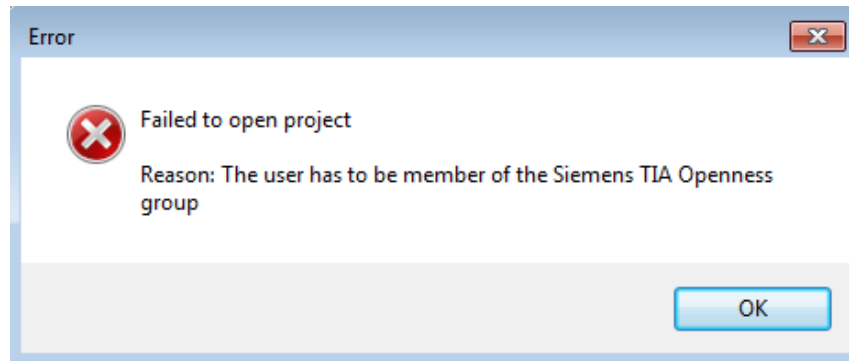 Error
Failed to open project
Reason: The user has to be member of the Siemens TIA Openness
group
OK